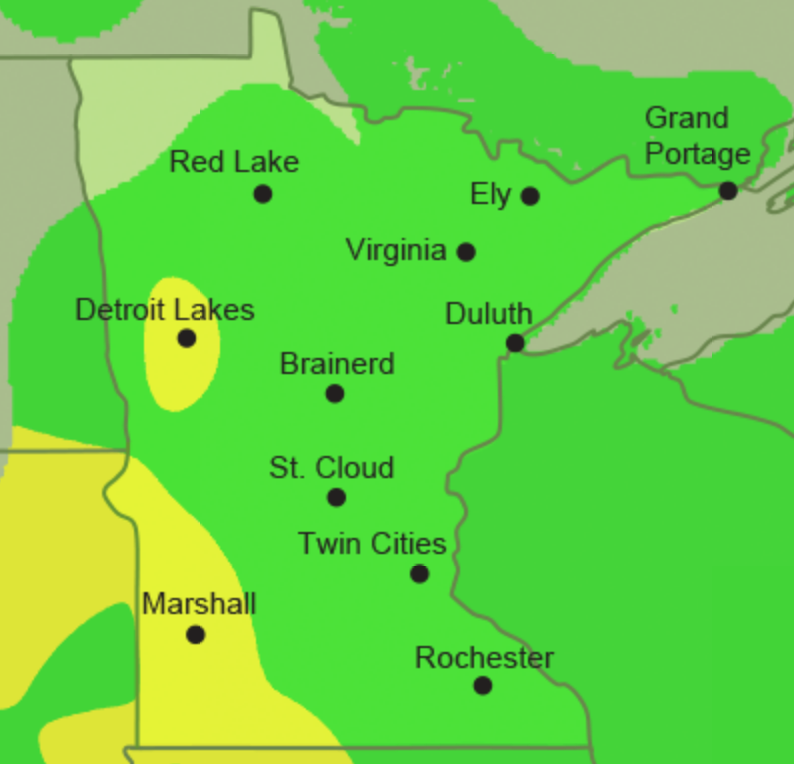 Grand
Portage
Red Lake
Ely
Virginia
Detroit Lakes
Duluth
Brainerd
St. Cloud
Twin Cities
Marshall
Rochester